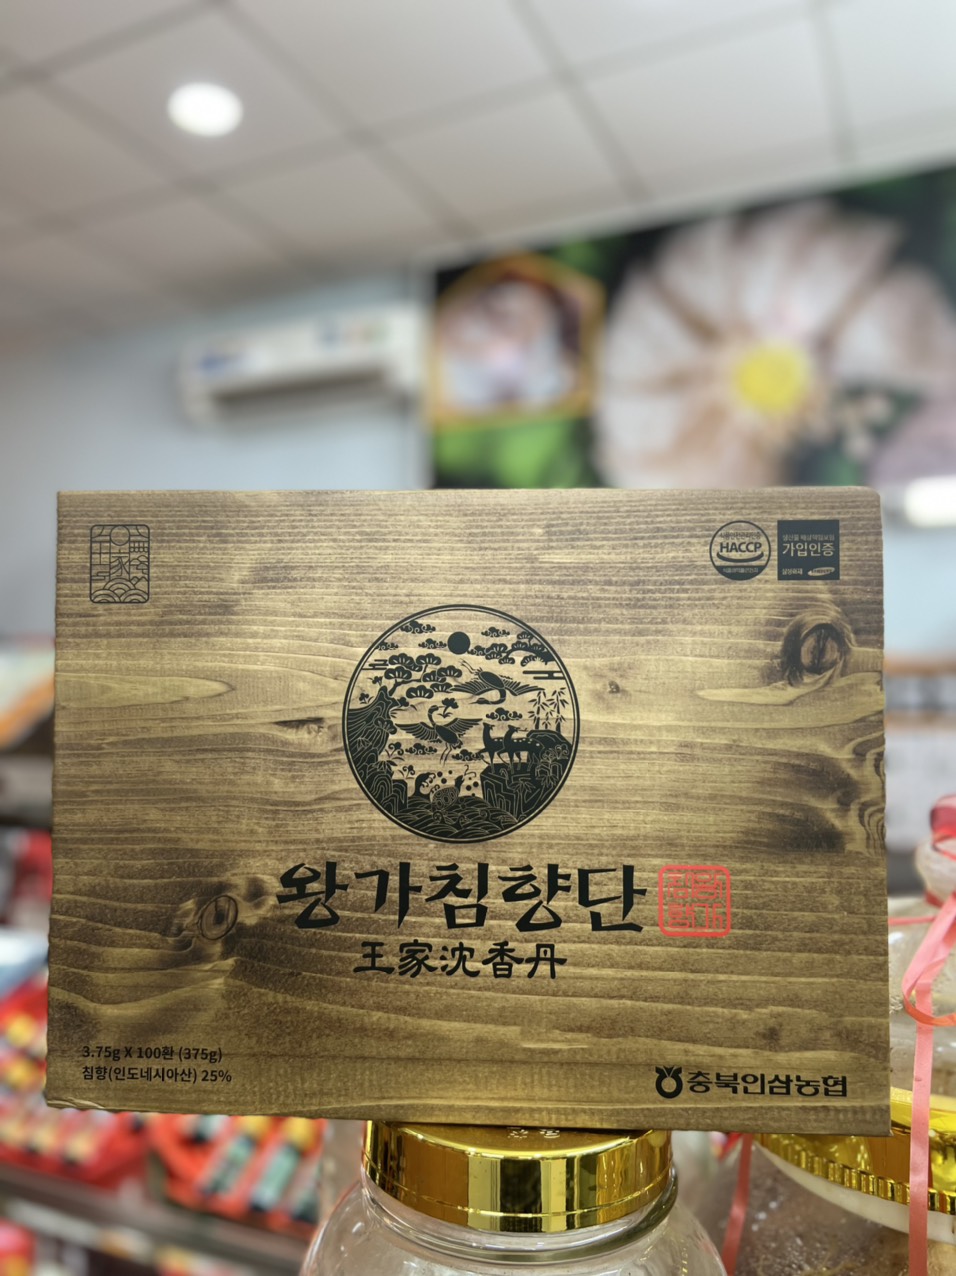 HACCP
가입인증
왕가침향단
王家沈香丹
3.75g X 100환 (375g)
침향(인도네시아산) 25%
충북인삼농협